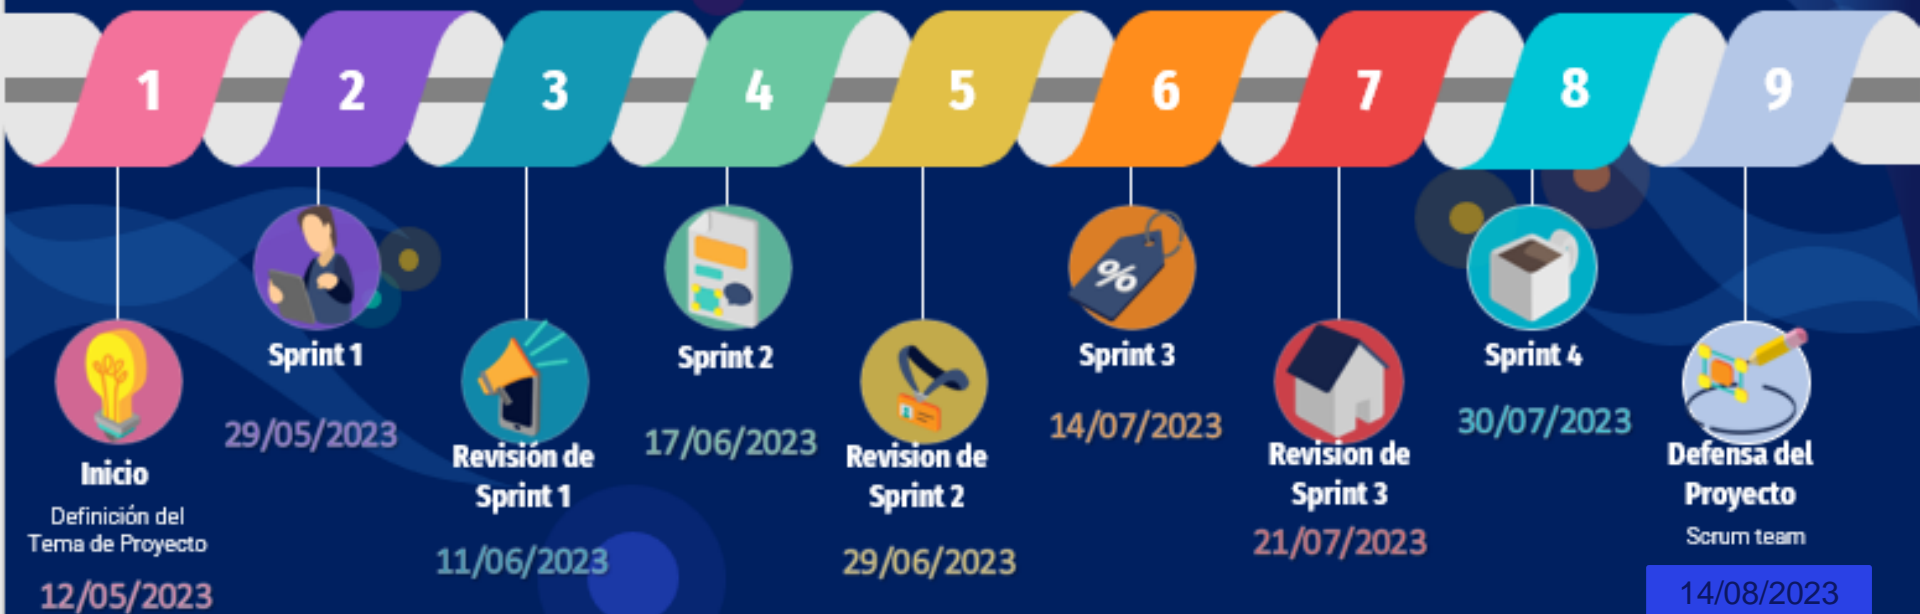 1
2
3
4
5
6
7
8
9
Inicio
Definición del
Tema de Proyecto
12/05/2023
Sprint 1
29/05/2023
Revisión de
Sprint 1
11/06/2023
Sprint 2
17/06/2023
Revision de
Sprint 2
29/06/2023
%
Sprint 3
14/07/2023
Revision de
Sprint 3
21/07/2023
Sprint 4
30/07/2023
Defensa del
Proyecto
Scrum team
14/08/2023